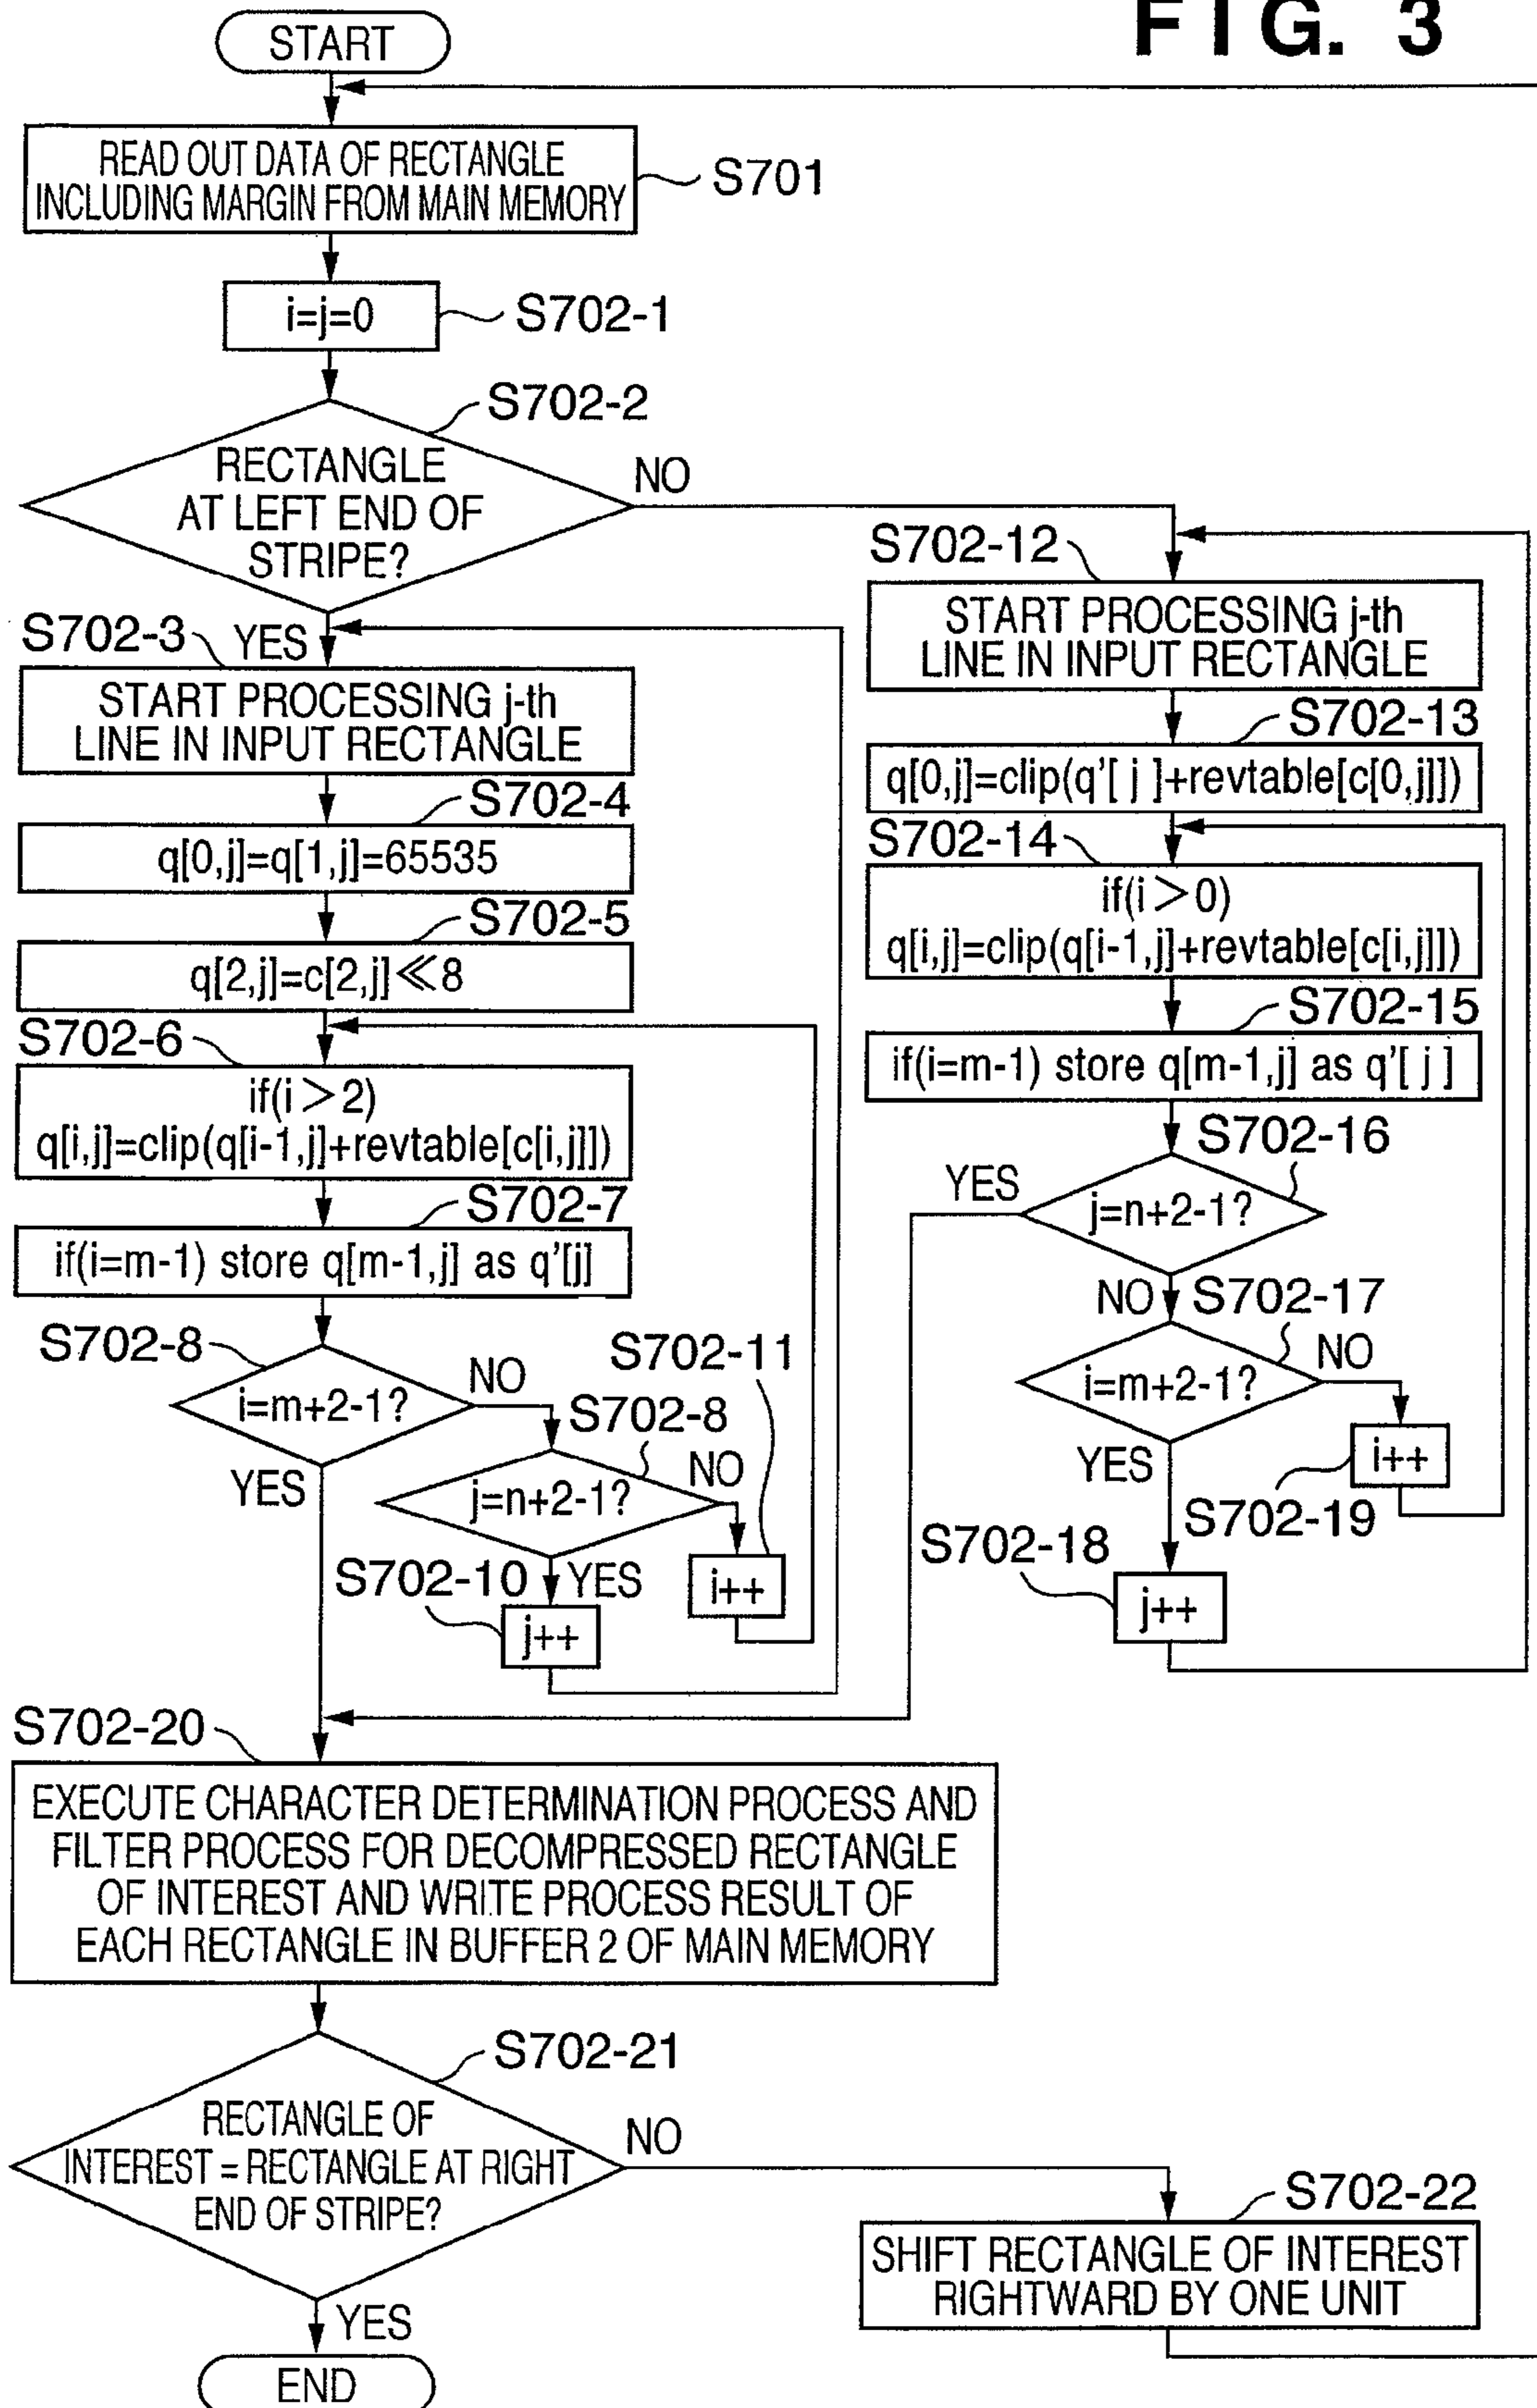 FIG. 3
START
READ OUT DATA OF RECTANGLE
INCLUDING MARGIN FROM MAIN MEMORY
S701
i=j=0
S702-1
S702-2
RECTANGLE
AT LEFT END OF
STRIPE?
NO
S702-3
YES
START PROCESSING j-th
LINE IN INPUT RECTANGLE
S702-4
q[0,j]=q[1,j]=65535
S702-5
q[2,j]=c[2,j]≪8
S702-6
if(i>2)
q[i,j]=clip(q[i-1,j]+revtable[c[i,j]])
S702-7
if(i=m-1) store q[m-1,j] as q'[j]
S702-8
i=m+2-1?
NO
YES
S702-8
j=n+2-1?
NO
S702-11
i++
S702-10
YES
j++
S702-12
START PROCESSING j-th
LINE IN INPUT RECTANGLE
S702-13
q[0,j]=clip(q'[ j ]+revtable[c[0,j]])
S702-14
if(i>0)
q[i,j]=clip(q[i-1,j]+revtable[c[i,j]])
S702-15
if(i=m-1) store q[m-1,j] as q'[ j ]
S702-16
YES
j=n+2-1?
NO
S702-17
i=m+2-1?
NO
YES
i++
S702-19
S702-18
j++
S702-20
EXECUTE CHARACTER DETERMINATION PROCESS AND
FILTER PROCESS FOR DECOMPRESSED RECTANGLE
OF INTEREST AND WRITE PROCESS RESULT OF
EACH RECTANGLE IN BUFFER 2 OF MAIN MEMORY
S702-21
RECTANGLE OF
INTEREST = RECTANGLE AT RIGHT
END OF STRIPE?
NO
S702-22
SHIFT RECTANGLE OF INTEREST
RIGHTWARD BY ONE UNIT
YES
END